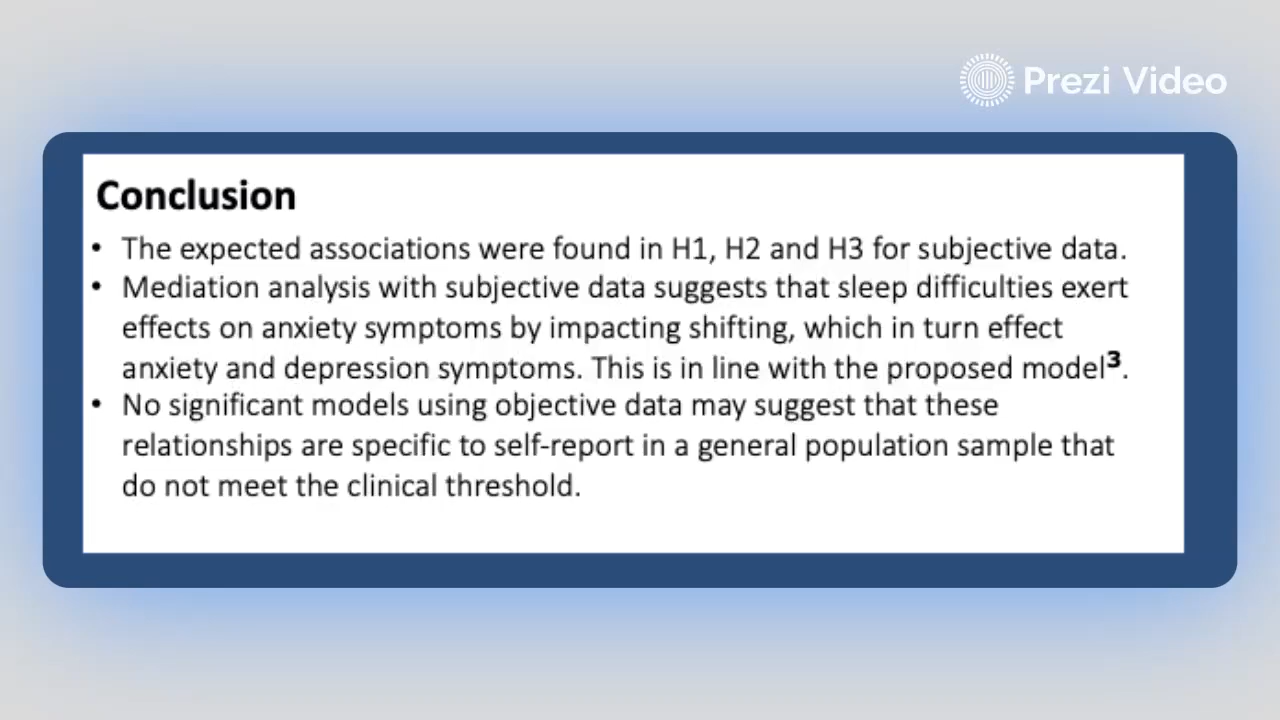 Prezi Video
Conclusion
• The expected associations were found in H1, H2 and H3 for subjective data.
• Mediation analysis with subjective data suggests that sleep difficulties exert
effects on anxiety symptoms by impacting shifting, which in turn effect
anxiety and depression symptoms. This is in line with the proposed model³.
• No significant models using objective data may suggest that these
relationships are specific to self-report in a general population sample that
do not meet the clinical threshold.